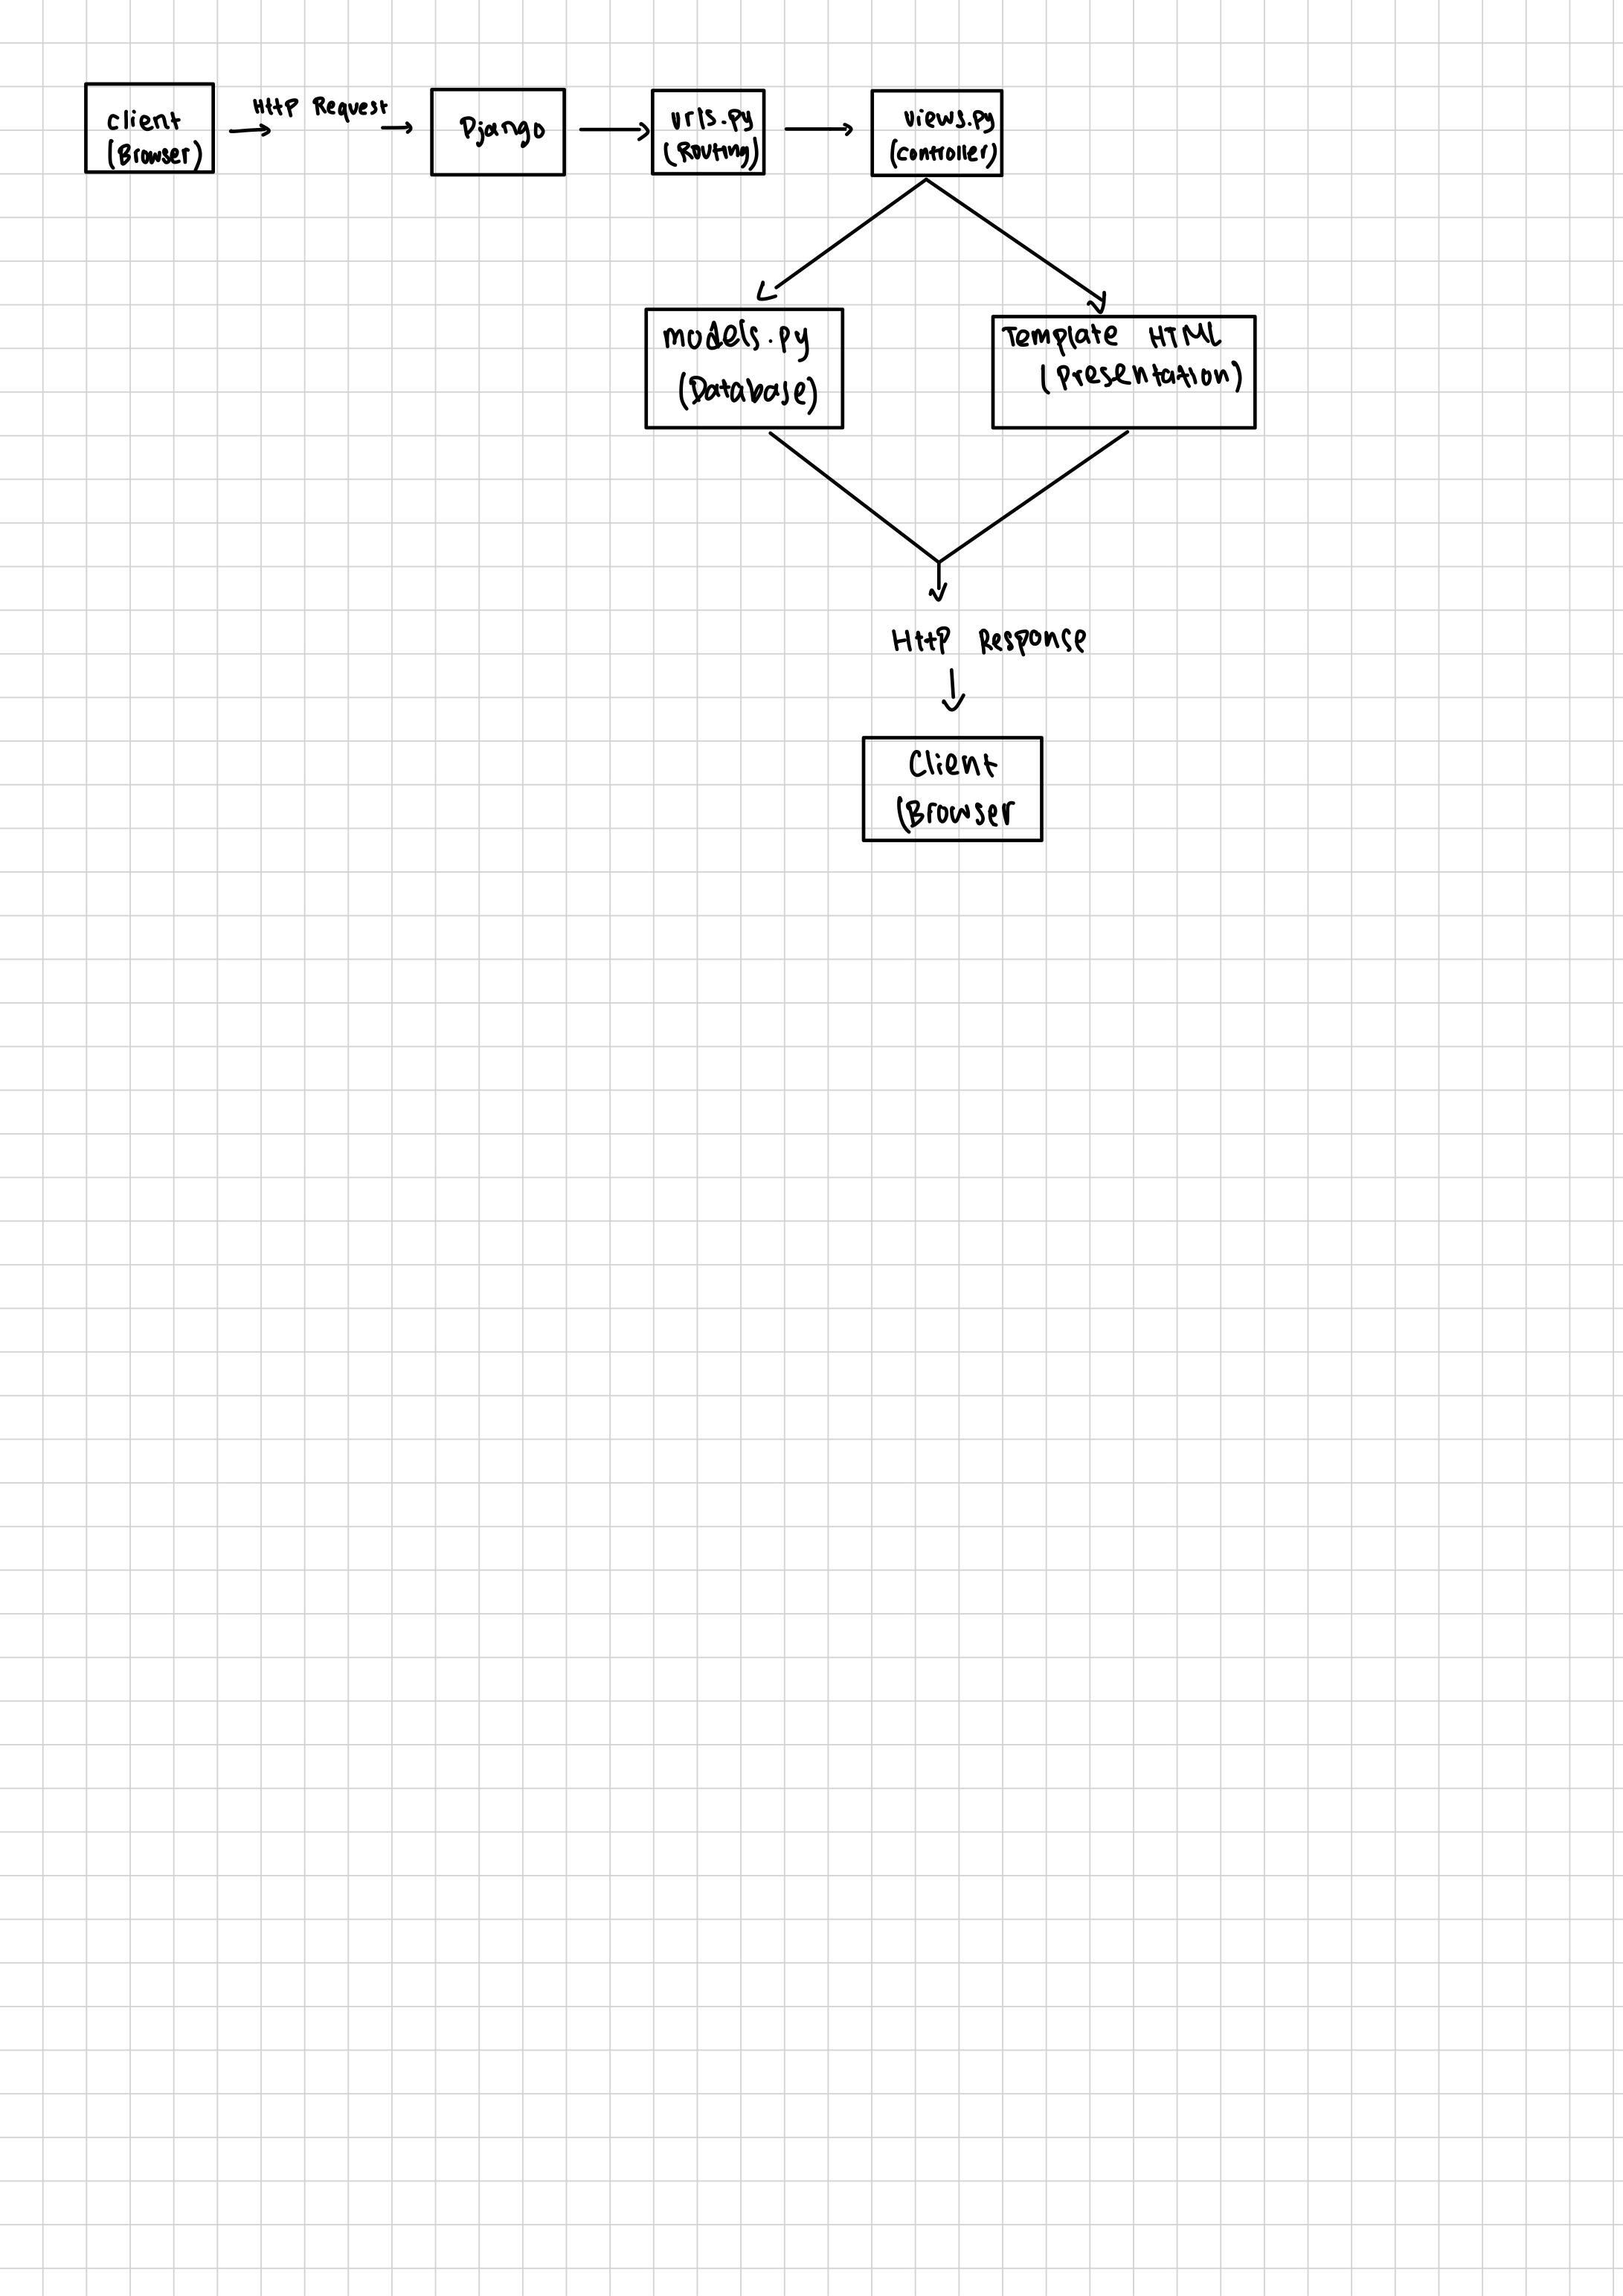 client
(Browser)
Http Request
Django
urls.py
(Routing)
views.py
(controller)
models.py
(Database)
Template HTML
(Presentation)
Http Response
Client
(Browser